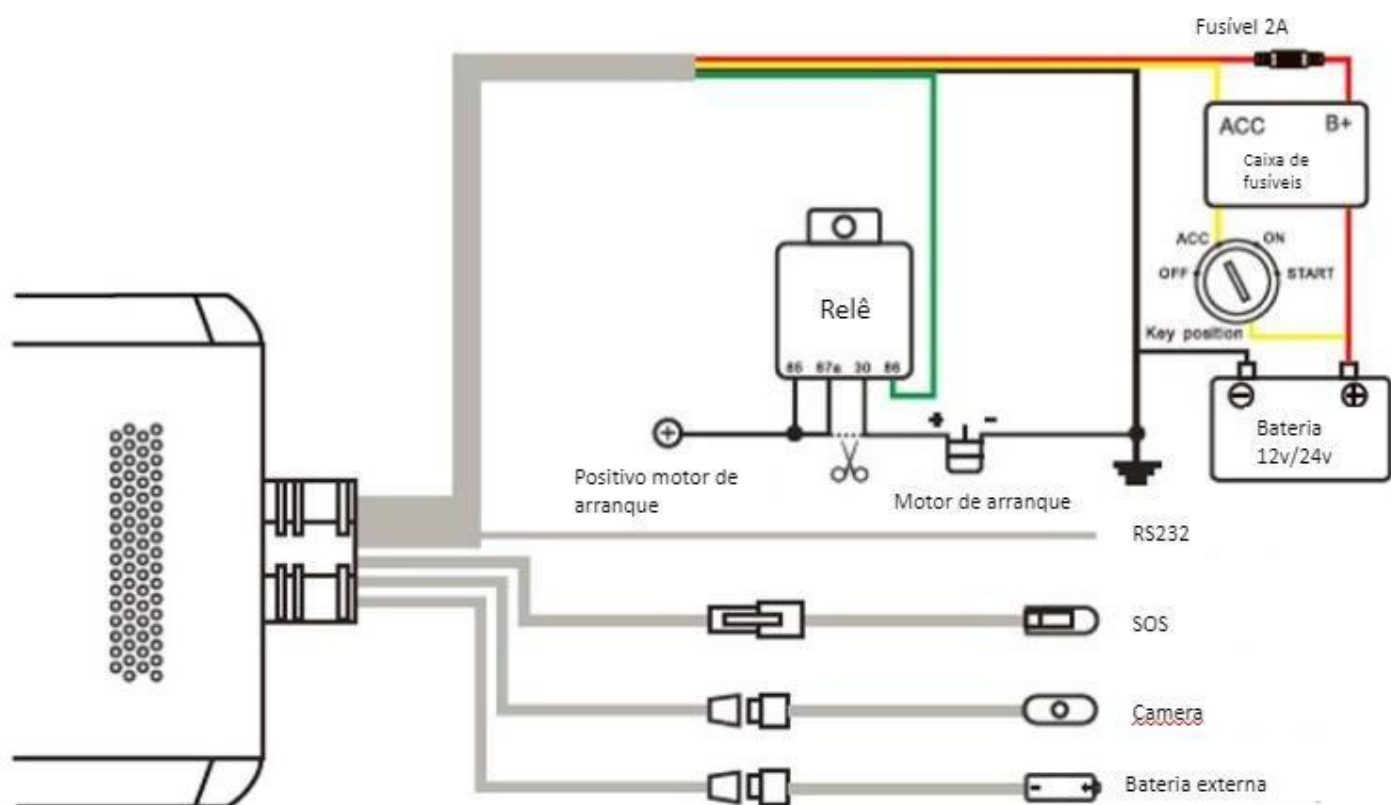 Fusível 2A
ACC B+
Caixa de
fusíveis
ACC ON
OFF START
Key position
Relê
85 87a 30 86
+ -
- +
Bateria
12v/24v
Positivo motor de
arranque
Motor de arranque
RS232
SOS
Camera
Bateria externa
- +